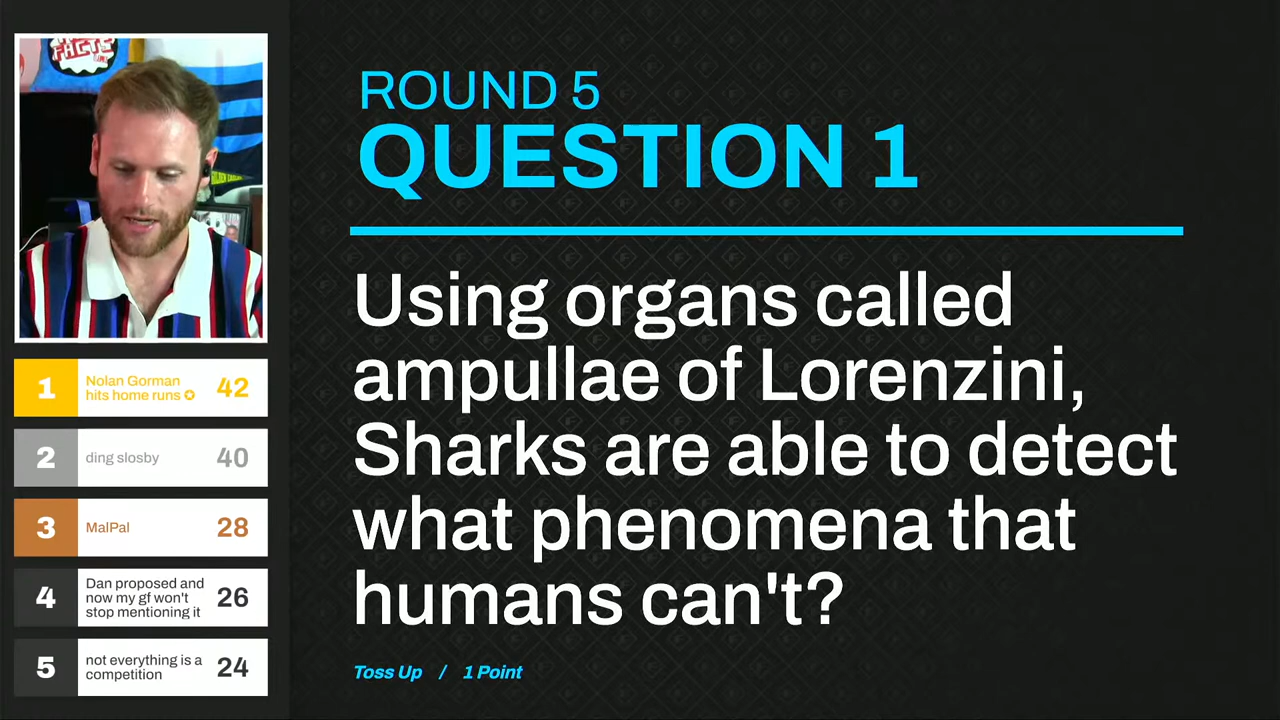 FACTS
ROUND 5
QUESTION 1
Using organs called
ampullae of Lorenzini,
Sharks are able to detect
what phenomena that
humans can't?
Toss Up / 1 Point
1 Nolan Gorman
hits home runs ✪ 42
2 ding slosby 40
3 MalPal 28
4 Dan proposed and
now my gf won't
stop mentioning it 26
5 not everything is a
competition 24